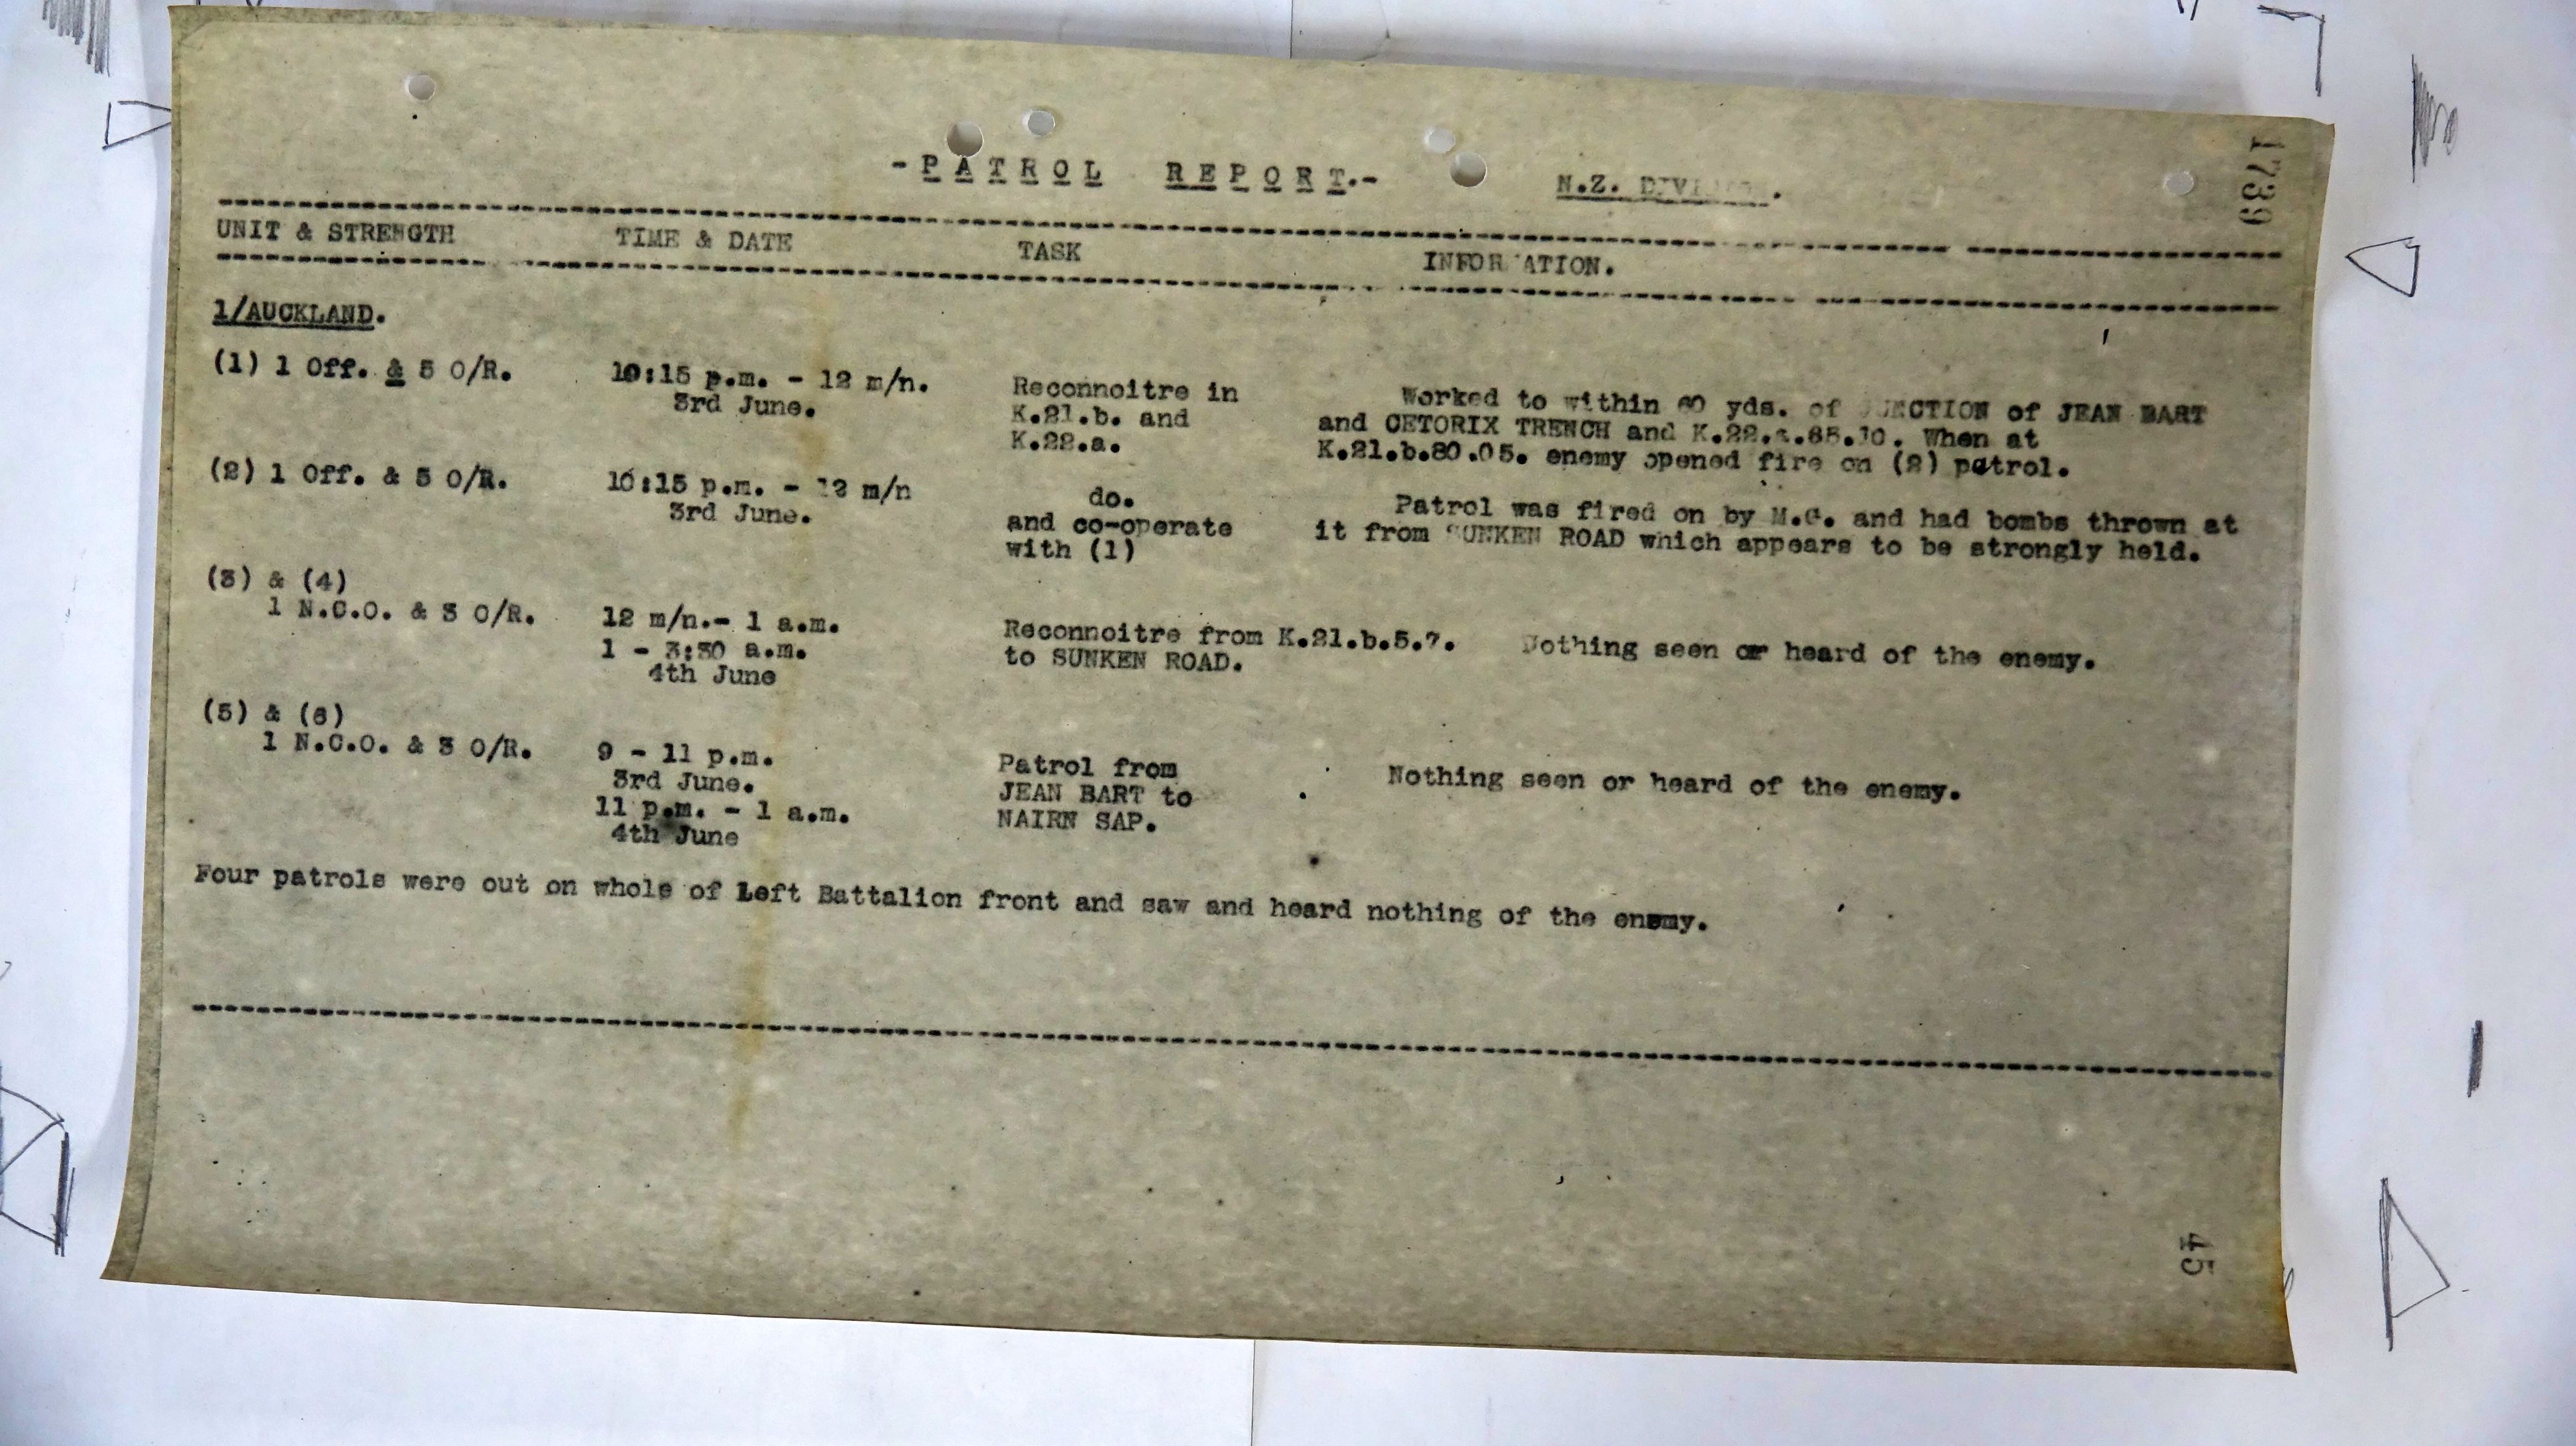 1739
-PATROL REPORT.-
N.Z.
UNIT & STRENGTH TIME & DATE TASK INFOR ATION.
1/AUCKLAND.
(1) 1 Off. & 5 O/R. 10:15 p.m. - 12 m/n. Reconnoitre in Worked to within 60 yds. of JUNCTION of JEAN BART
3rd June. K.21.b. and and CETORIX TRENCH and K.22.a.65.10. When at
K.22.a. K.21.b.80.05. enemy opened fire on (2) patrol.
(2) 1 Off. & 5 O/R. 10:15 p.m. - 12 m/n do. Patrol was fired on by M.G. and had bombs thrown at
3rd June. and co-operate it from SUNKEN ROAD which appears to be strongly held.
with (1)
(3) & (4)
1 N.C.O. & 3 O/R. 12 m/n.- 1 a.m. Reconnoitre from K.21.b.5.7. Nothing seen or heard of the enemy.
1 - 3:30 a.m. to SUNKEN ROAD.
4th June
(5) & (6)
1 N.C.O. & 3 O/R. 9 - 11 p.m. Patrol from Nothing seen or heard of the enemy.
3rd June. JEAN BART to
11 p.m. - 1 a.m. NAIRN SAP.
4th June
Four patrols were out on whole of Left Battalion front and saw and heard nothing of the enemy.
45